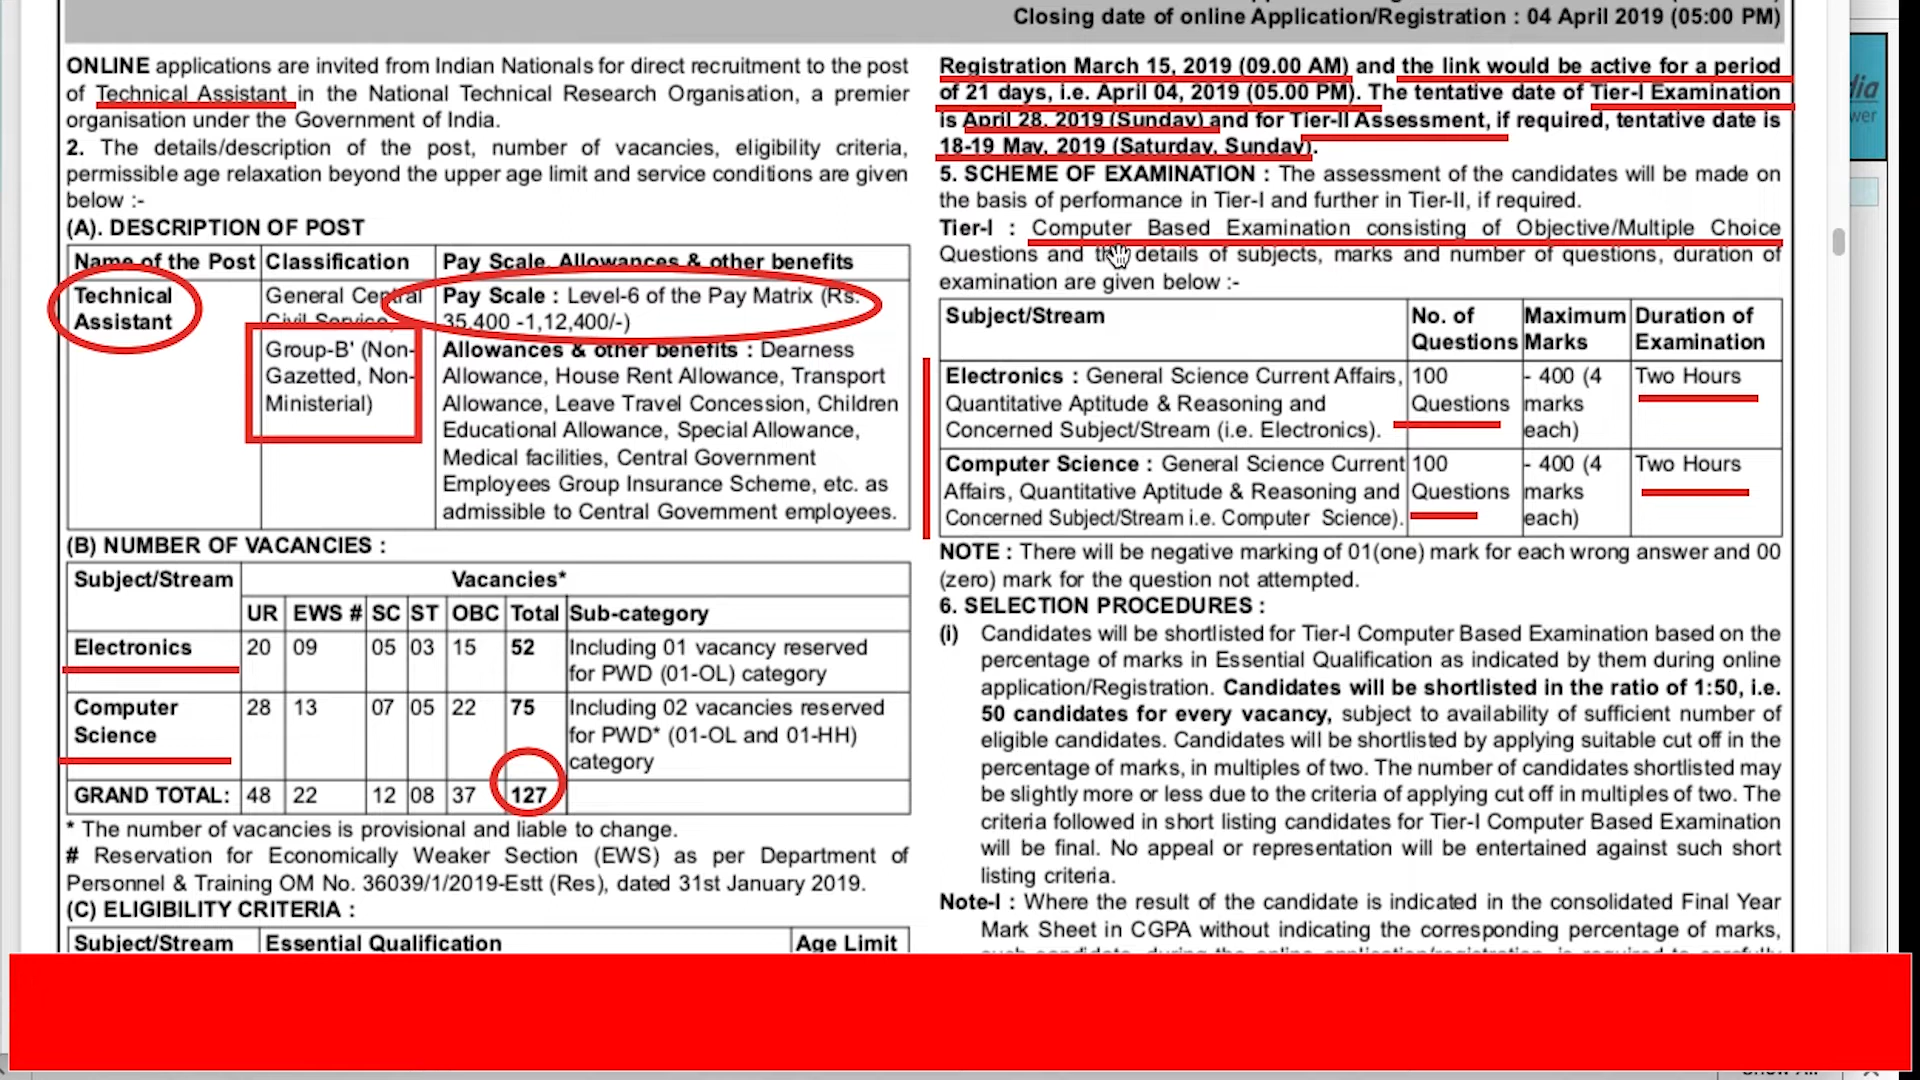 Closing date of online Application/Registration : 04 April 2019 (05:00 PM)
ONLINE applications are invited from Indian Nationals for direct recruitment to the post
of Technical Assistant in the National Technical Research Organisation, a premier
organisation under the Government of India.
2. The details/description of the post, number of vacancies, eligibility criteria,
permissible age relaxation beyond the upper age limit and service conditions are given
below :-
(A). DESCRIPTION OF POST
Name of the Post Classification Pay Scale, Allowances & other benefits
Technical General Central Pay Scale : Level-6 of the Pay Matrix (Rs.
Assistant Civil Service, 35,400 -1,12,400/-)
Group-B' (Non- Allowances & other benefits : Dearness
Gazetted, Non- Allowance, House Rent Allowance, Transport
Ministerial) Allowance, Leave Travel Concession, Children
Educational Allowance, Special Allowance,
Medical facilities, Central Government
Employees Group Insurance Scheme, etc. as
admissible to Central Government employees.
(B) NUMBER OF VACANCIES :
Subject/Stream Vacancies*
UR EWS # SC ST OBC Total Sub-category
Electronics 20 09 05 03 15 52 Including 01 vacancy reserved
for PWD (01-OL) category
Computer 28 13 07 05 22 75 Including 02 vacancies reserved
Science for PWD* (01-OL and 01-HH)
category
GRAND TOTAL: 48 22 12 08 37 127
* The number of vacancies is provisional and liable to change.
# Reservation for Economically Weaker Section (EWS) as per Department of
Personnel & Training OM No. 36039/1/2019-Estt (Res), dated 31st January 2019.
(C) ELIGIBILITY CRITERIA :
Subject/Stream Essential Qualification Age Limit
Registration March 15, 2019 (09.00 AM) and the link would be active for a period
of 21 days, i.e. April 04, 2019 (05.00 PM). The tentative date of Tier-I Examination
is April 28, 2019 (Sunday) and for Tier-II Assessment, if required, tentative date is
18-19 May, 2019 (Saturday, Sunday).
5. SCHEME OF EXAMINATION : The assessment of the candidates will be made on
the basis of performance in Tier-I and further in Tier-II, if required.
Tier-I : Computer Based Examination consisting of Objective/Multiple Choice
Questions and the details of subjects, marks and number of questions, duration of
examination are given below :-
Subject/Stream No. of Maximum Duration of
Questions Marks Examination
Electronics : General Science Current Affairs, 100 - 400 (4 Two Hours
Quantitative Aptitude & Reasoning and Questions marks
Concerned Subject/Stream (i.e. Electronics). each)
Computer Science : General Science Current 100 - 400 (4 Two Hours
Affairs, Quantitative Aptitude & Reasoning and Questions marks
Concerned Subject/Stream i.e. Computer Science). each)
NOTE : There will be negative marking of 01(one) mark for each wrong answer and 00
(zero) mark for the question not attempted.
6. SELECTION PROCEDURES :
(i) Candidates will be shortlisted for Tier-I Computer Based Examination based on the
percentage of marks in Essential Qualification as indicated by them during online
application/Registration. Candidates will be shortlisted in the ratio of 1:50, i.e.
50 candidates for every vacancy, subject to availability of sufficient number of
eligible candidates. Candidates will be shortlisted by applying suitable cut off in the
percentage of marks, in multiples of two. The number of candidates shortlisted may
be slightly more or less due to the criteria of applying cut off in multiples of two. The
criteria followed in short listing candidates for Tier-I Computer Based Examination
will be final. No appeal or representation will be entertained against such short
listing criteria.
Note-I : Where the result of the candidate is indicated in the consolidated Final Year
Mark Sheet in CGPA without indicating the corresponding percentage of marks,